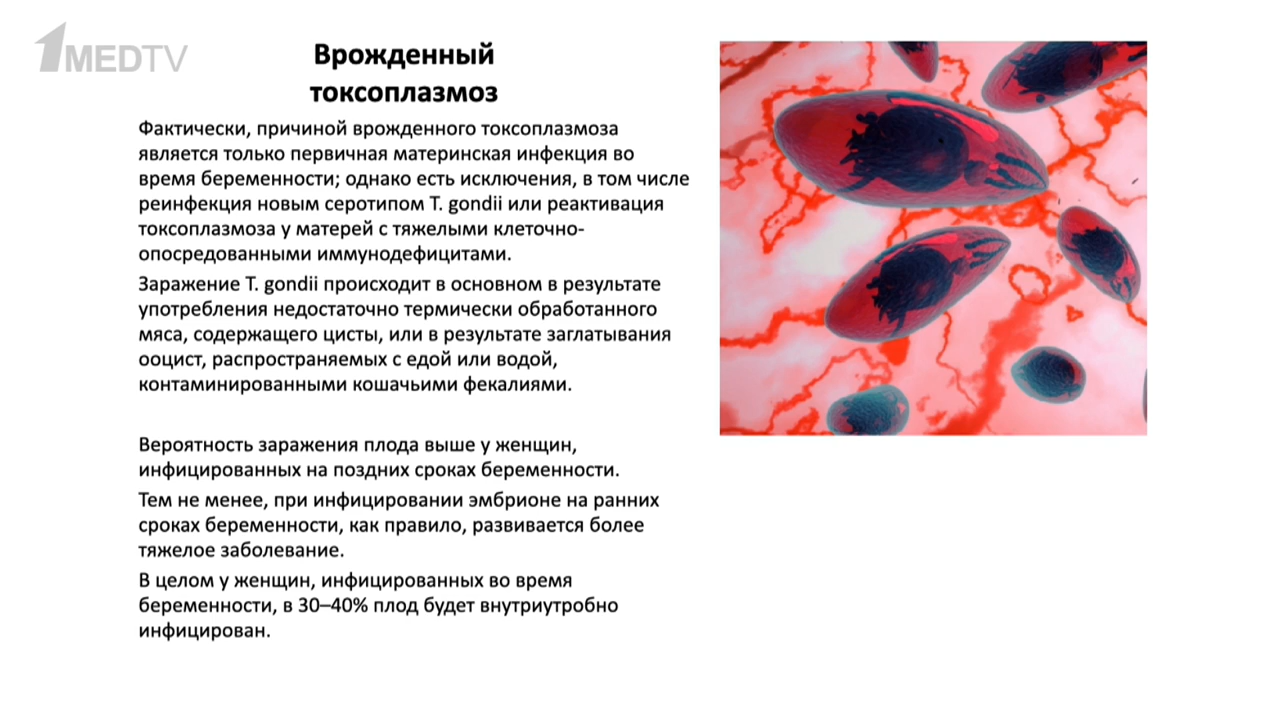 1MEDTV
Врожденный
токсоплазмоз
Фактически, причиной врожденного токсоплазмоза
является только первичная материнская инфекция во
время беременности; однако есть исключения, в том числе
реинфекция новым серотипом T. gondii или реактивация
токсоплазмоза у матерей с тяжелыми клеточно-
опосредованными иммунодефицитами.
Заражение T. gondii происходит в основном в результате
употребления недостаточно термически обработанного
мяса, содержащего цисты, или в результате заглатывания
ооцист, распространяемых с едой или водой,
контаминированными кошачьими фекалиями.
Вероятность заражения плода выше у женщин,
инфицированных на поздних сроках беременности.
Тем не менее, при инфицировании эмбрионе на ранних
сроках беременности, как правило, развивается более
тяжелое заболевание.
В целом у женщин, инфицированных во время
беременности, в 30–40% плод будет внутриутробно
инфицирован.